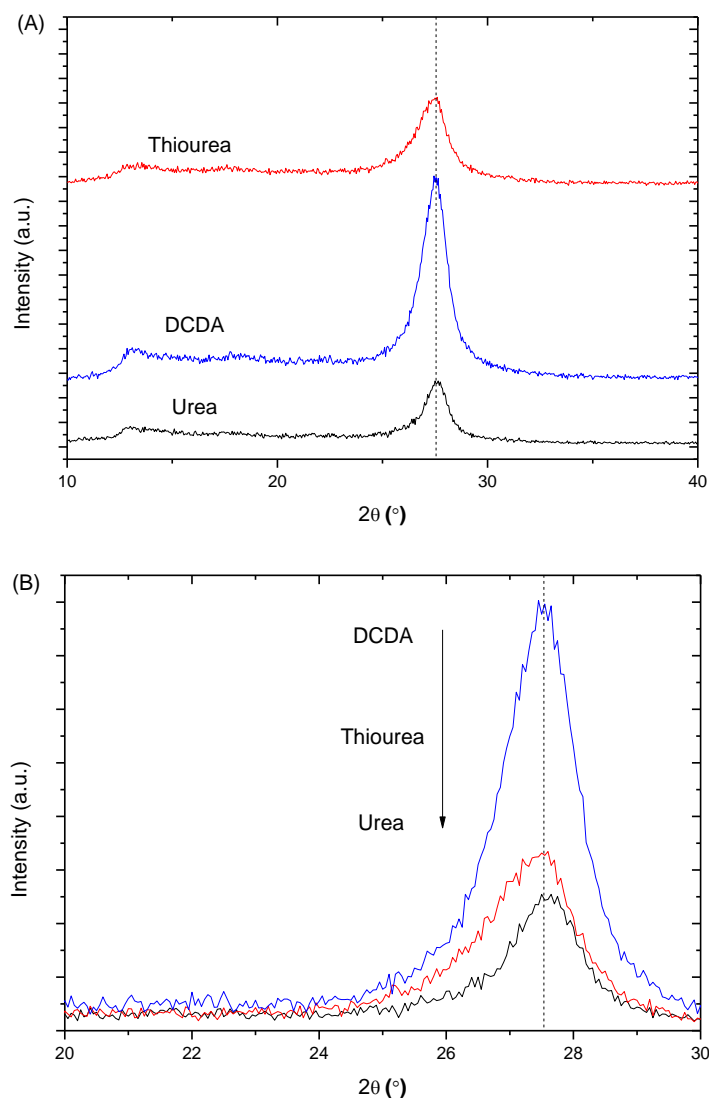 (A)
Thiourea
DCDA
Urea
Intensity (a.u.)
10 20 30 40
2θ (°)
(B)
DCDA
Thiourea
Urea
Intensity (a.u.)
20 22 24 26 28 30
2θ (°)